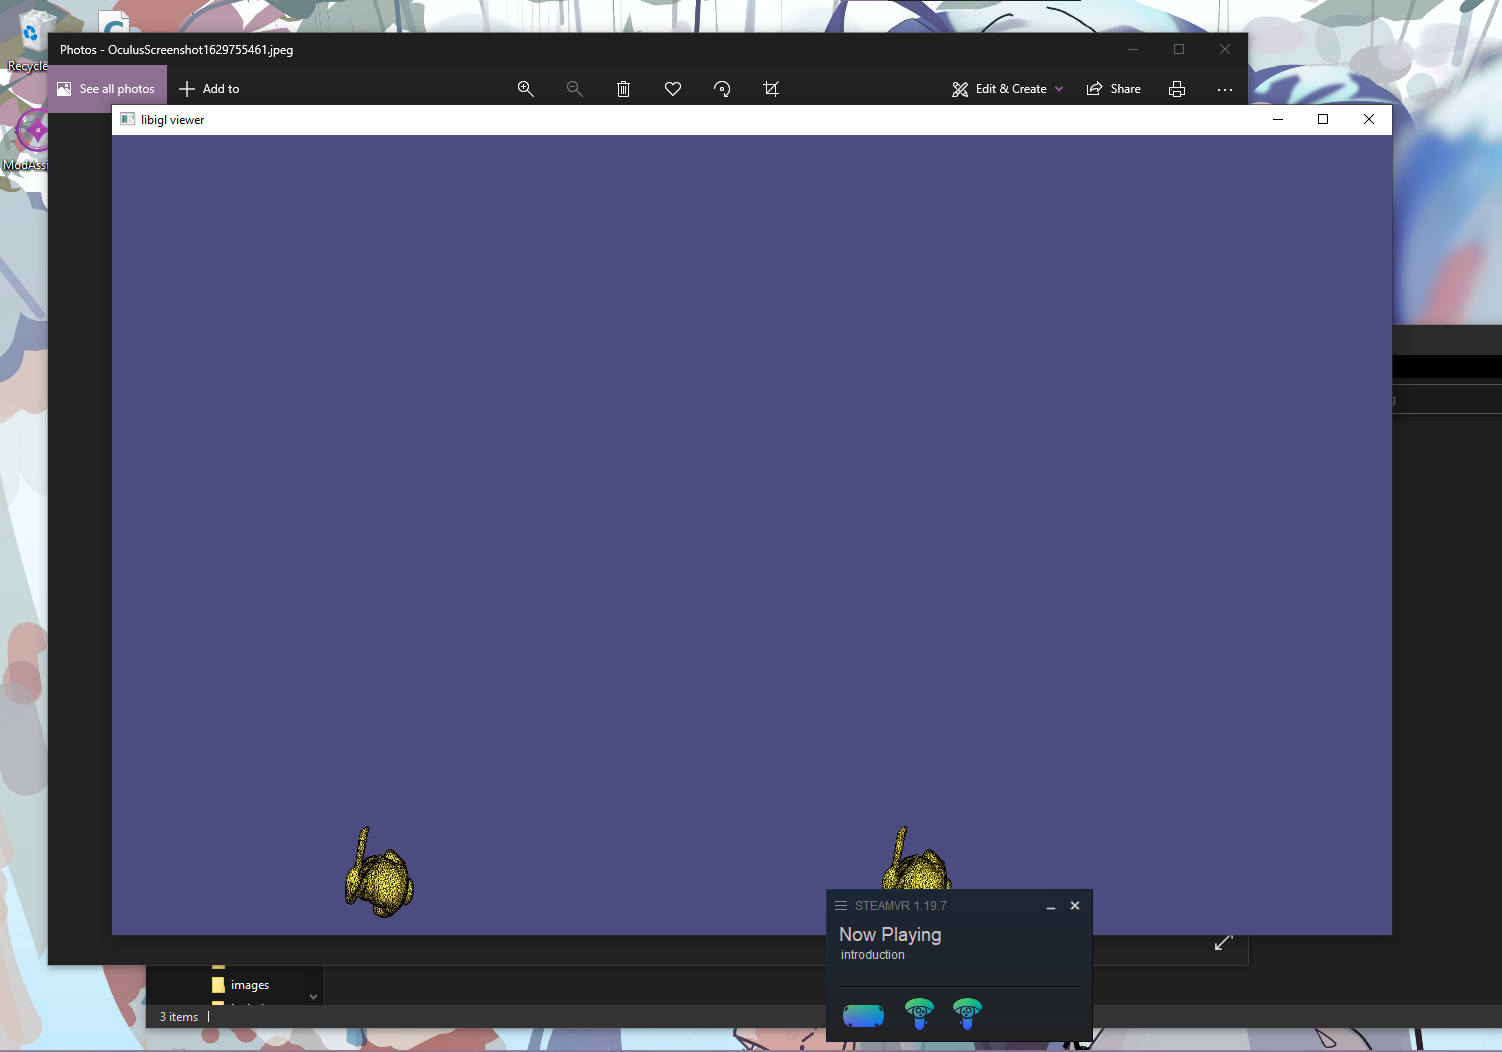 Recycle
Photos - OculusScreenshot1629755461.jpeg
See all photos
Add to
Edit & Create
Share
libigl viewer
ModAssi
STEAMVR 1.19.7
Now Playing
introduction
images
3 items